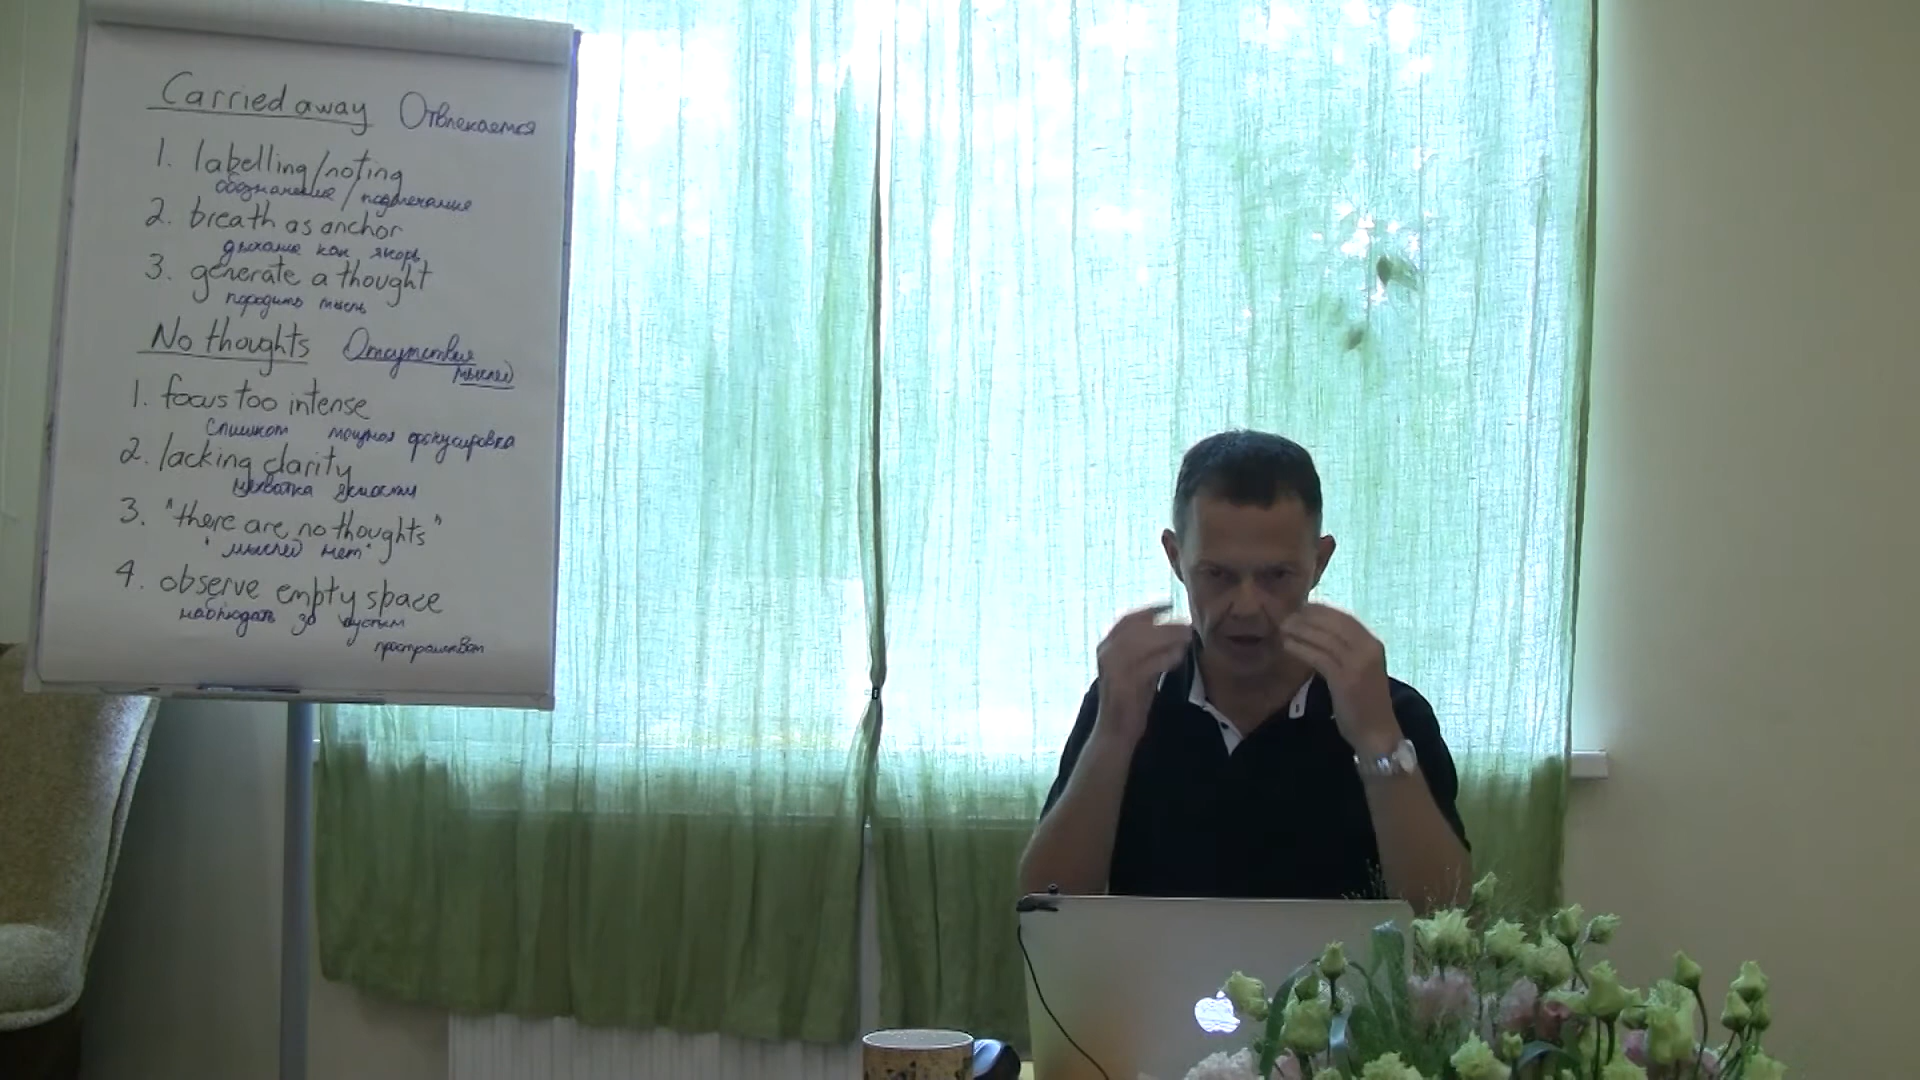 Carried away Отвлекается
1. labelling/noting
обозначение / подмечание
2. breath as anchor
дыхание как якорь
3. generate a thought
породить мысль
No thoughts Отсутствия
мыслей
1. focus too intense
Слишком мощная фокусировка
2. lacking clarity
нехватка ясности
3. "there are no thoughts"
"мыслей нет"
4. observe empty space
наблюдать за пустым
пространством